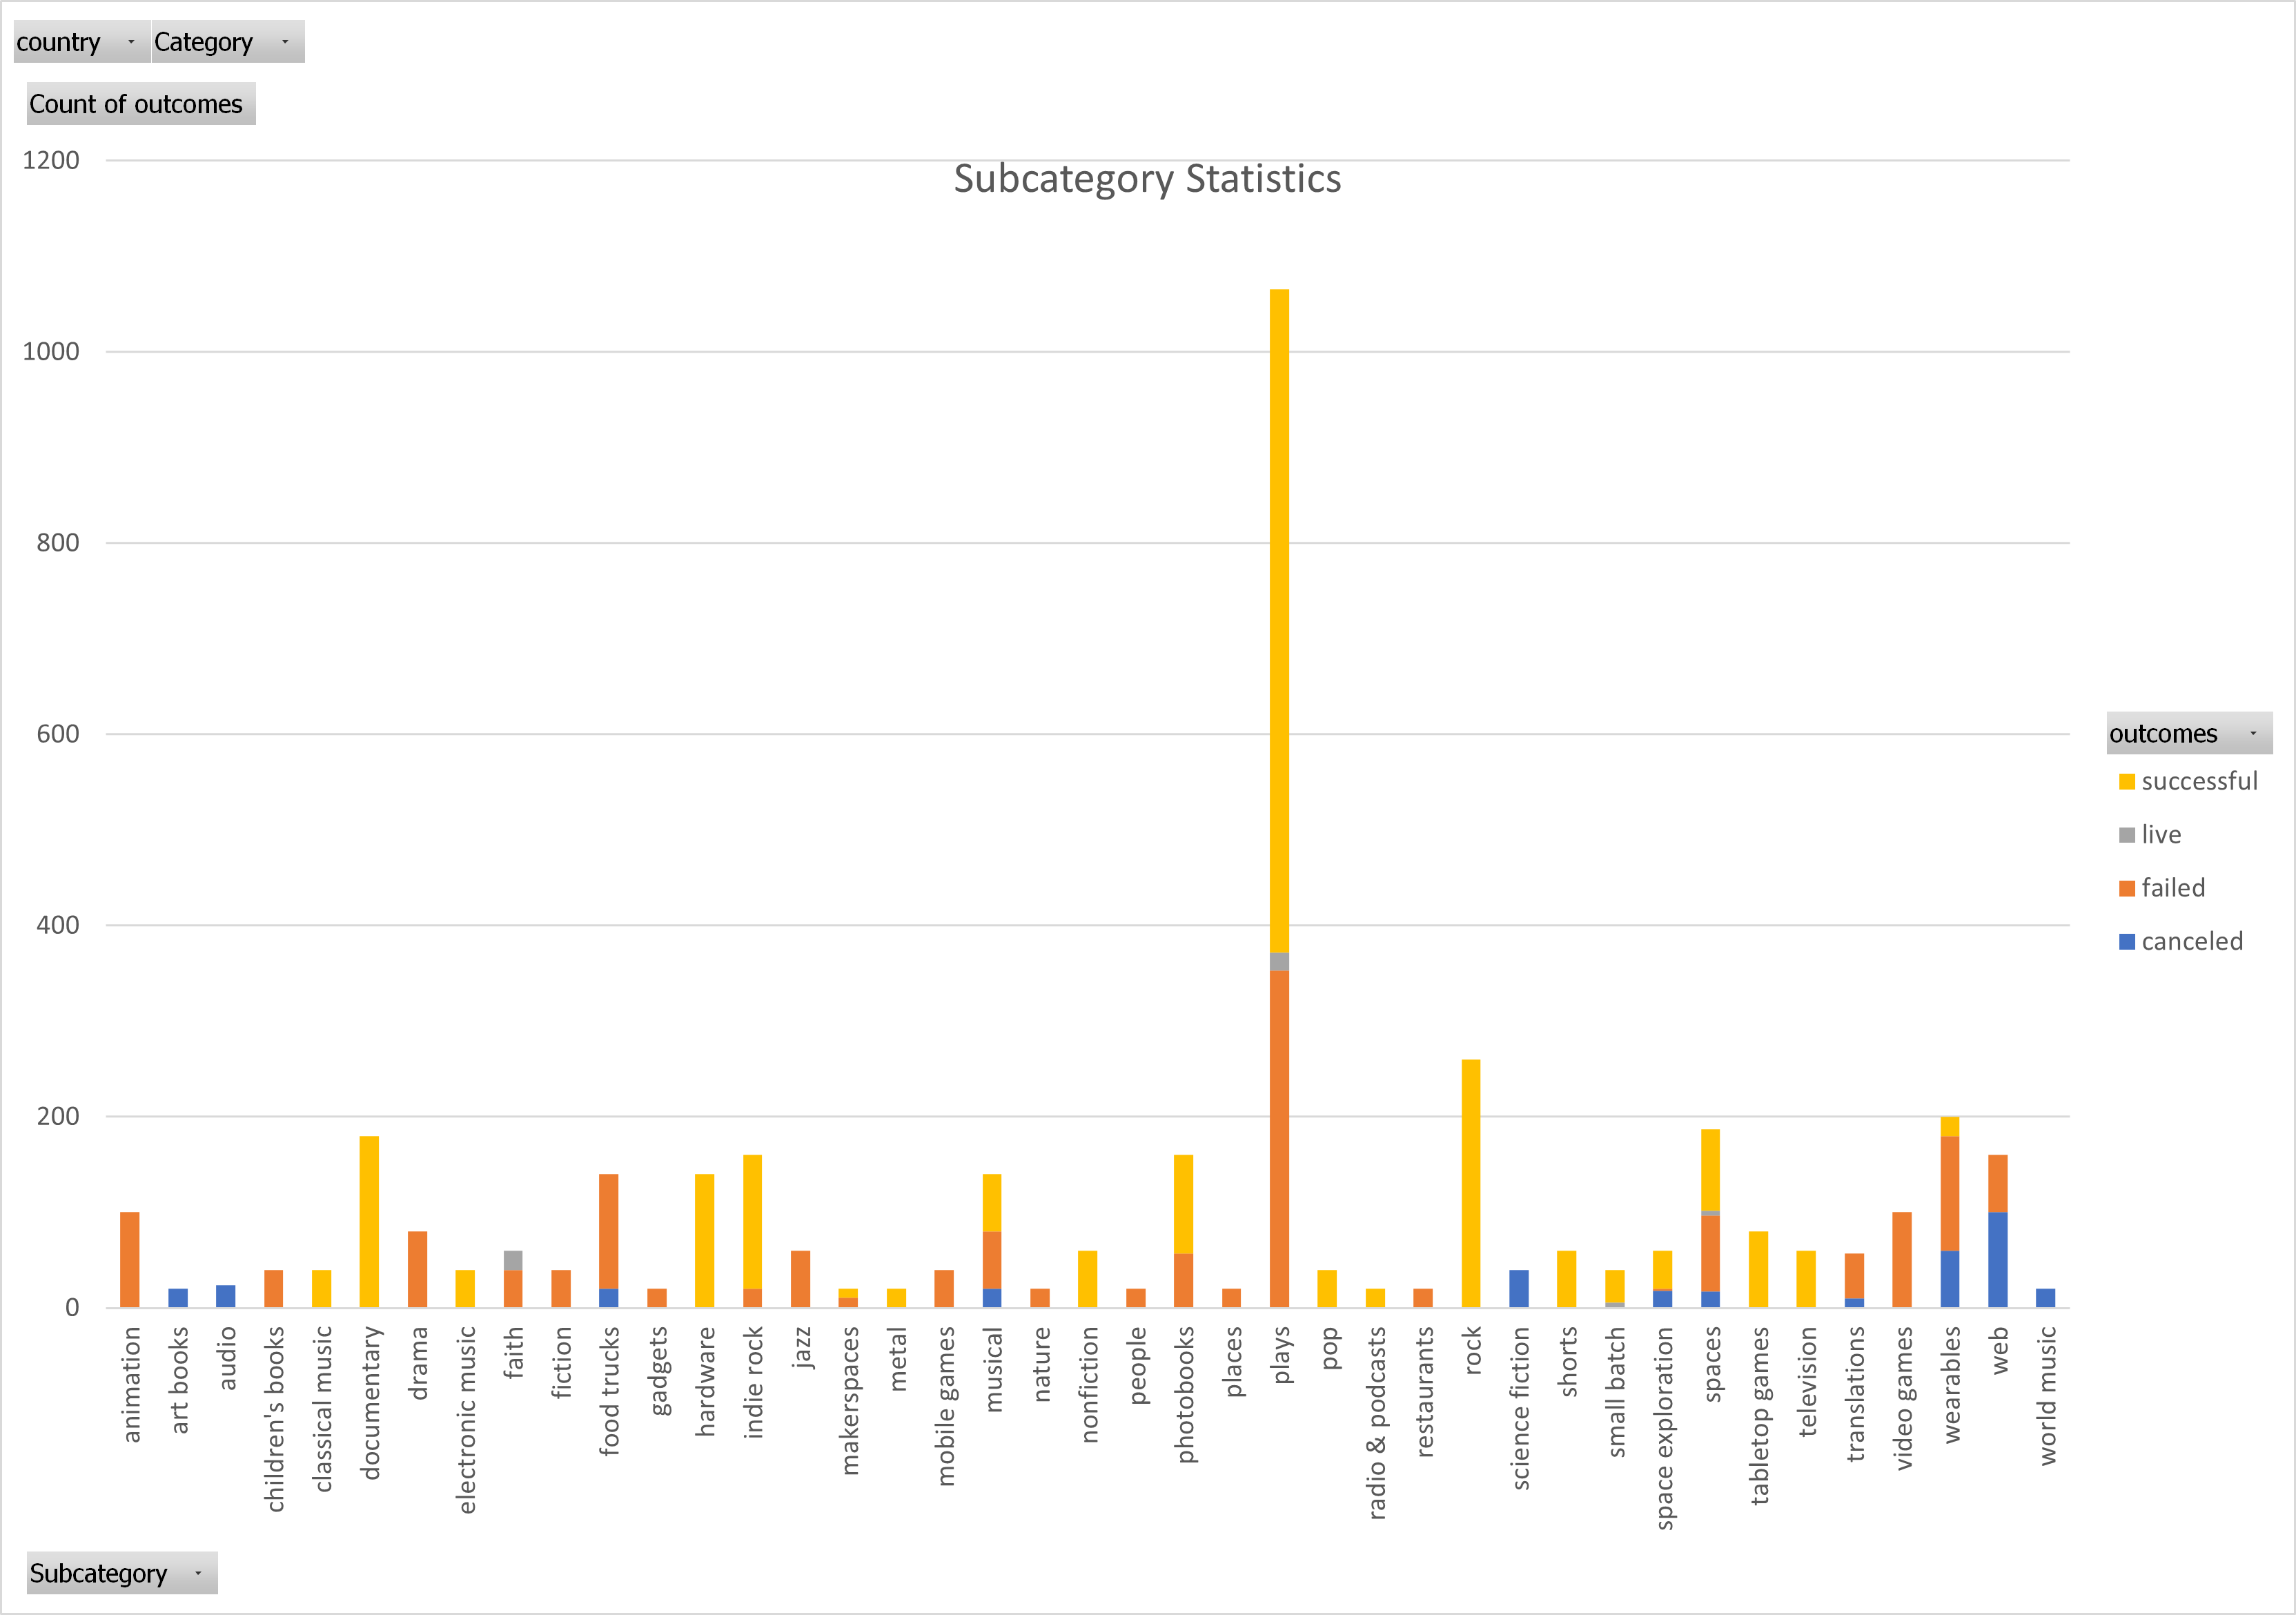 country Category
Count of outcomes
Subcategory Statistics
1200
1000
800
600
400
200
0
outcomes
successful
live
failed
canceled
animation
art books
audio
children's books
classical music
documentary
drama
electronic music
faith
fiction
food trucks
gadgets
hardware
indie rock
jazz
makerspaces
metal
mobile games
musical
nature
nonfiction
people
photobooks
places
plays
pop
radio & podcasts
restaurants
rock
science fiction
shorts
small batch
space exploration
spaces
tabletop games
television
translations
video games
wearables
web
world music
Subcategory